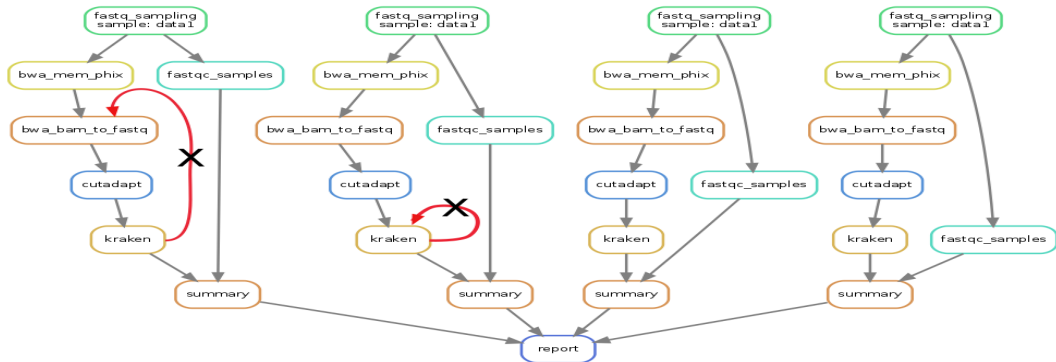 fastq_sampling
sample: data1
fastq_sampling
sample: data1
fastq_sampling
sample: data1
fastq_sampling
sample: data1
bwa_mem_phix
fastqc_samples
bwa_mem_phix
bwa_mem_phix
bwa_mem_phix
bwa_bam_to_fastq
bwa_bam_to_fastq
fastqc_samples
bwa_bam_to_fastq
bwa_bam_to_fastq
cutadapt
cutadapt
cutadapt
fastqc_samples
cutadapt
kraken
kraken
kraken
kraken
fastqc_samples
summary
summary
summary
summary
report